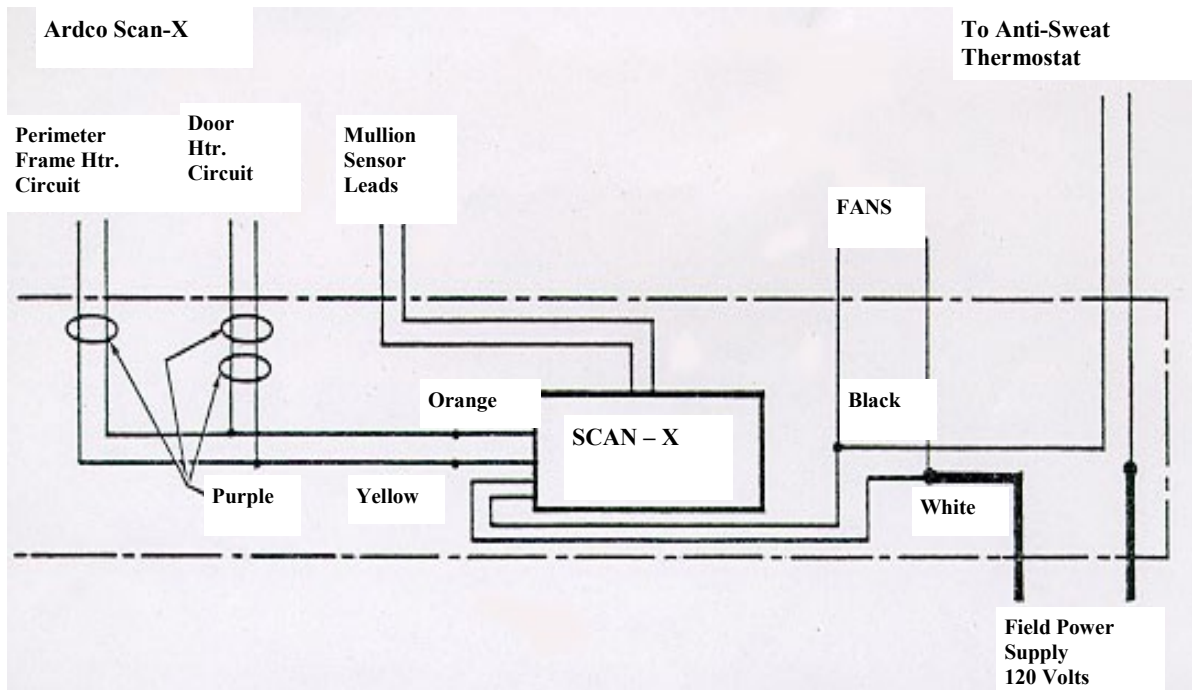 Ardco Scan-X
To Anti-Sweat
Thermostat
Perimeter
Frame Htr.
Circuit
Door
Htr.
Circuit
Mullion
Sensor
Leads
FANS
Orange
Black
SCAN – X
Purple
Yellow
White
Field Power
Supply
120 Volts